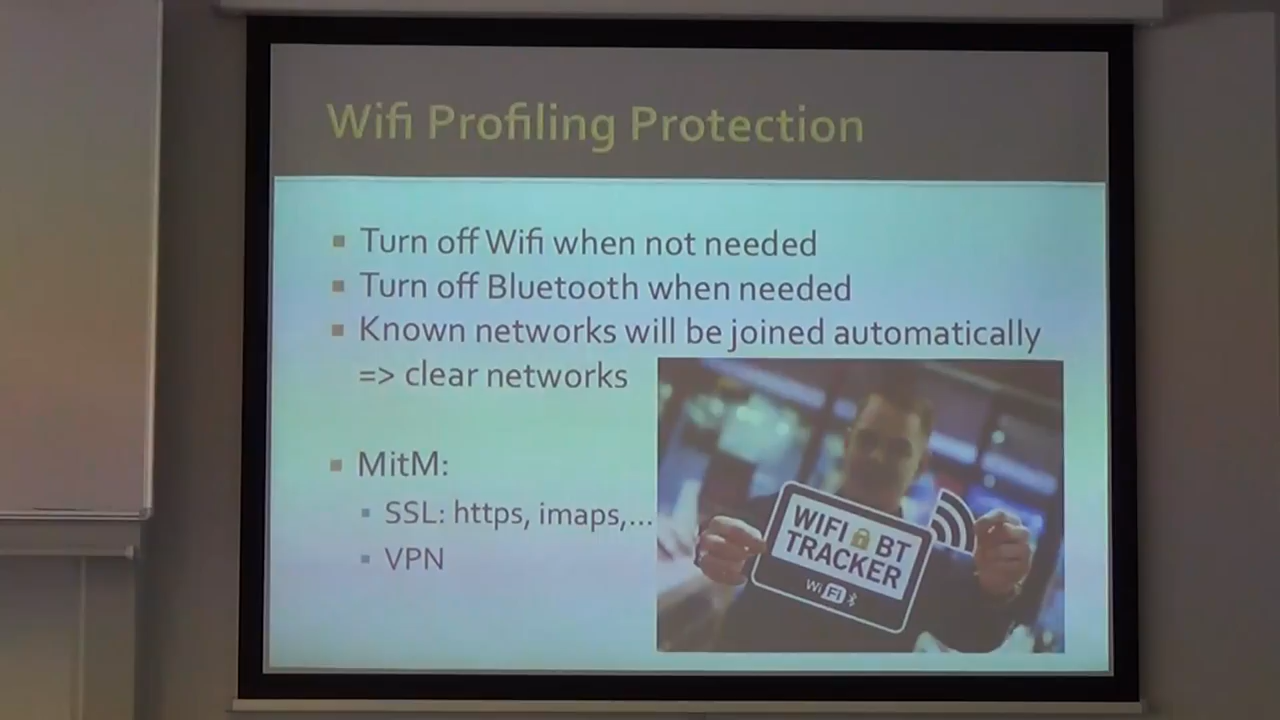 Wifi Profiling Protection
Turn off Wifi when not needed
Turn off Bluetooth when needed
Known networks will be joined automatically
=> clear networks
MitM:
SSL: https, imaps,...
VPN
WIFI BT
TRACKER
Wi Fi